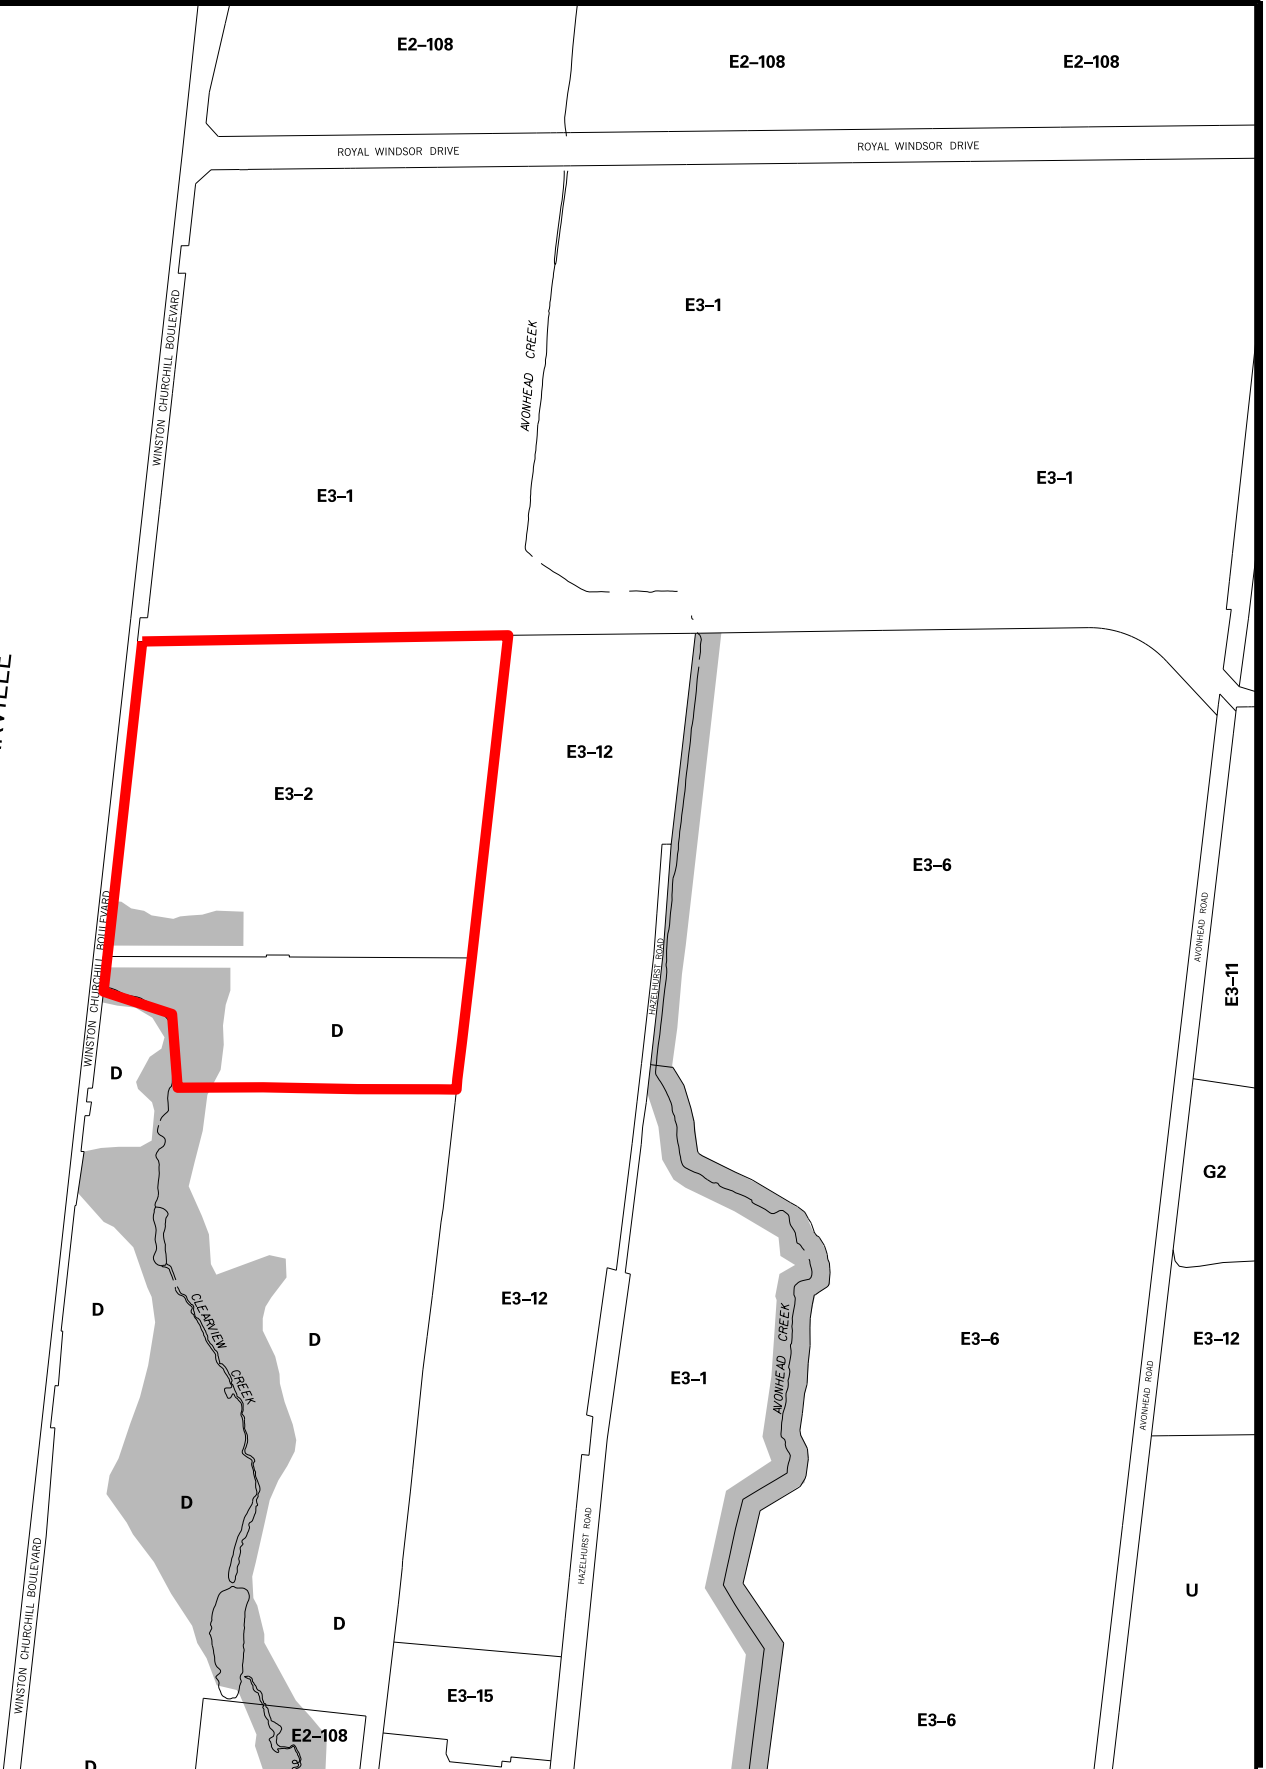 E2–108
E2–108
E2–108
ROYAL WINDSOR DRIVE
ROYAL WINDSOR DRIVE
WINSTON CHURCHILL BOULEVARD
AVONHEAD CREEK
E3–1
E3–1
E3–1
E3–2
E3–12
E3–6
WINSTON CHURCHILL BOULEVARD
WINSTON CHURCHILL BOULEVARD
HAZELHURST ROAD
AVONHEAD ROAD
E3–11
D
D
G2
CLEARVIEW CREEK
D
D
E3–12
E3–1
AVONHEAD CREEK
E3–6
E3–12
AVONHEAD ROAD
D
HAZELHURST ROAD
WINSTON CHURCHILL BOULEVARD
D
U
E3–15
E3–6
E2–108
D